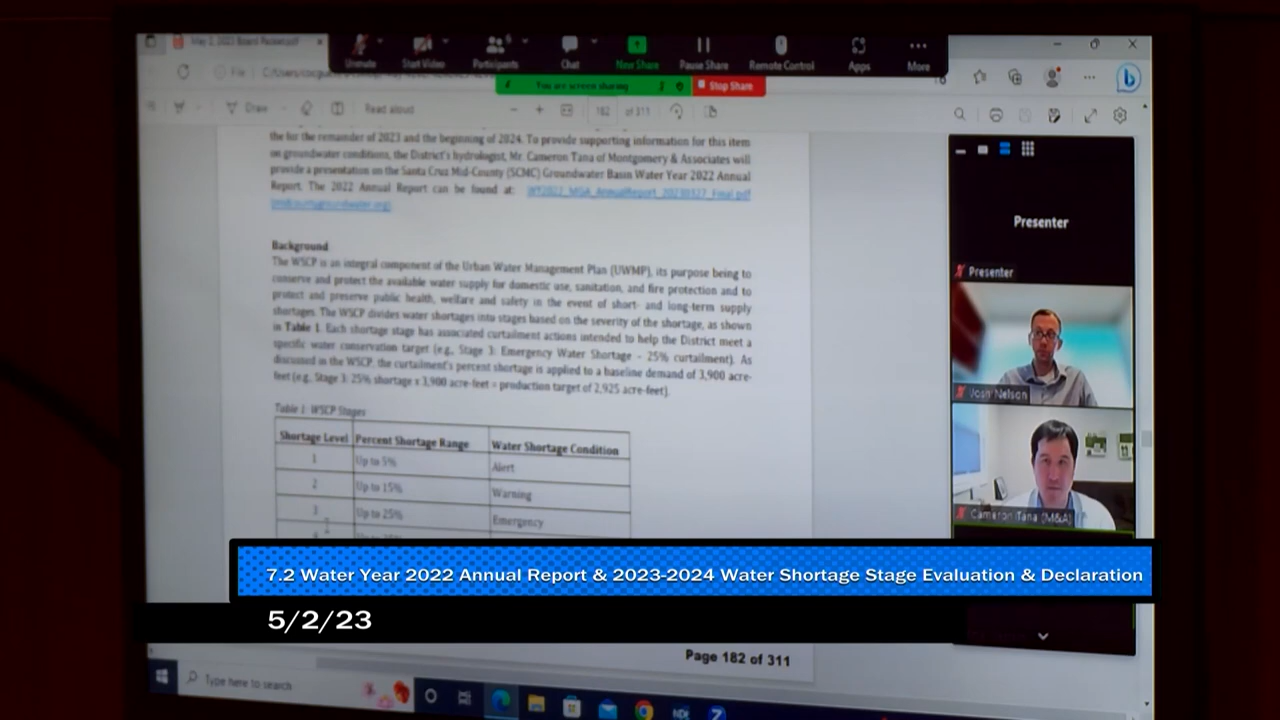 May 2, 2023 Board Packet.pdf
Unmute
Start Video
Participants
6
Chat
New Share
Pause Share
Remote Control
Apps
More
You are screen sharing
Stop Share
File
Draw
Read aloud
182
of 311
the for the remainder of 2023 and the beginning of 2024. To provide supporting information for this item
on groundwater conditions, the District's hydrologist, Mr. Cameron Tana of Montgomery & Associates will
provide a presentation on the Santa Cruz Mid-County (SCMC) Groundwater Basin Water Year 2022 Annual
Report. The 2022 Annual Report can be found at: WY2022_MGA_AnnualReport_20230327_Final.pdf
(midcountygroundwater.org).
Background
The WSCP is an integral component of the Urban Water Management Plan (UWMP), its purpose being to
conserve and protect the available water supply for domestic use, sanitation, and fire protection and to
protect and preserve public health, welfare and safety in the event of short- and long-term supply
shortages. The WSCP divides water shortages into stages based on the severity of the shortage, as shown
in Table 1. Each shortage stage has associated curtailment actions intended to help the District meet a
specific water conservation target (e.g., Stage 3: Emergency Water Shortage - 25% curtailment). As
discussed in the WSCP, the curtailment's percent shortage is applied to a baseline demand of 3,900 acre-
feet (e.g. Stage 3: 25% shortage x 3,900 acre-feet = production target of 2,925 acre-feet).
Table 1: WSCP Stages
Shortage Level Percent Shortage Range Water Shortage Condition
1 Up to 5% Alert
2 Up to 15% Warning
3 Up to 25% Emergency
Presenter
Presenter
Josh Nelson
Cameron Tana (M&A)
7.2 Water Year 2022 Annual Report & 2023-2024 Water Shortage Stage Evaluation & Declaration
5/2/23
Page 182 of 311
Type here to search